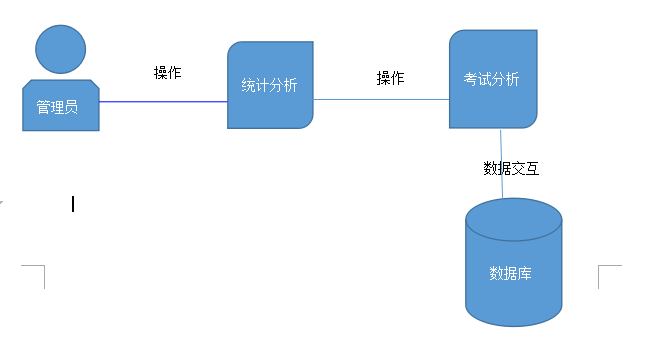 操作
操作
考试分析
统计分析
管理员
数据交互
数据库